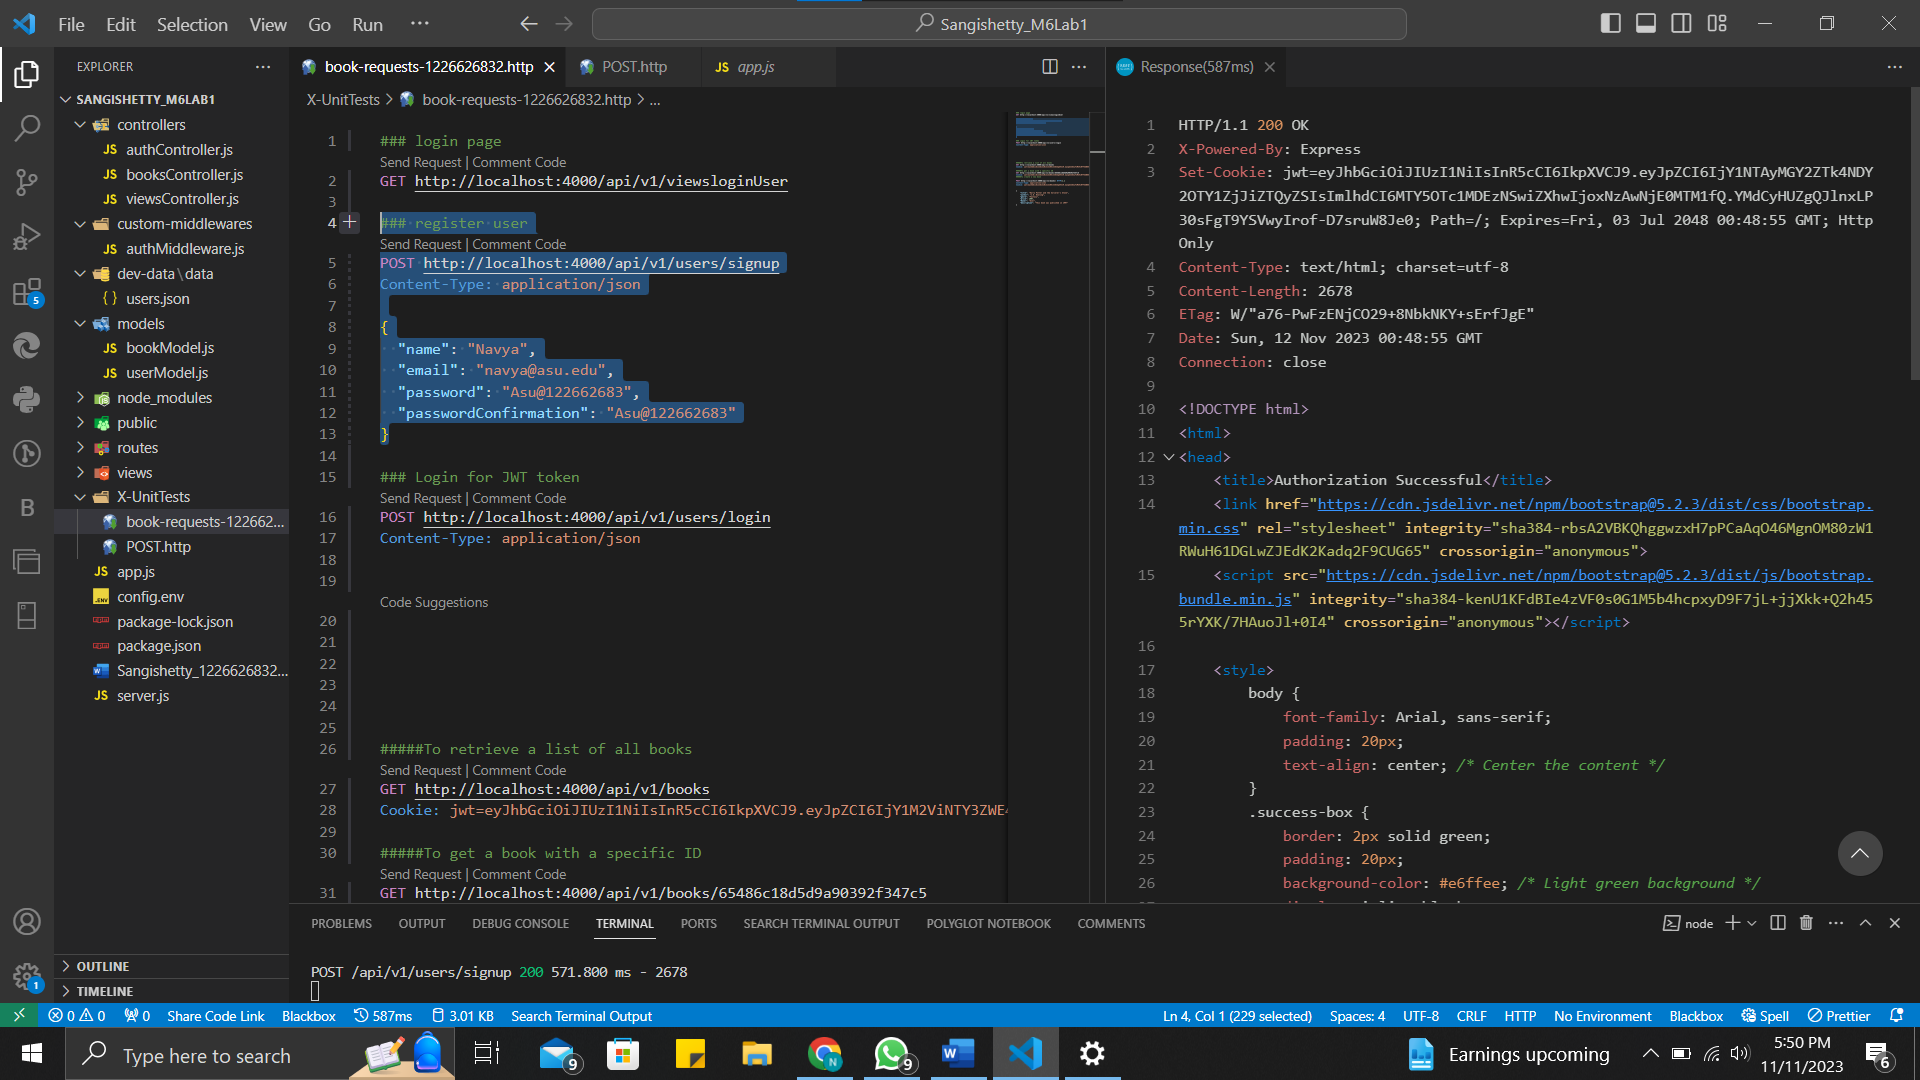 File Edit Selection View Go Run ···
Sangishetty_M6Lab1
EXPLORER
SANGISHETTY_M6LAB1
controllers
JS authController.js
JS booksController.js
JS viewsController.js
custom-middlewares
JS authMiddleware.js
dev-data\data
{} users.json
models
JS bookModel.js
JS userModel.js
node_modules
public
routes
views
X-UnitTests
book-requests-122662...
POST.http
JS app.js
config.env
package-lock.json
package.json
Sangishetty_1226626832...
JS server.js
OUTLINE
TIMELINE
book-requests-1226626832.http
POST.http
JS app.js
X-UnitTests > book-requests-1226626832.http > ...
1 ### login page
Send Request | Comment Code
2 GET http://localhost:4000/api/v1/viewsloginUser
3
4 ### register user
Send Request | Comment Code
5 POST http://localhost:4000/api/v1/users/signup
6 Content-Type: application/json
7
8 {
9 "name": "Navya",
10 "email": "navya@asu.edu",
11 "password": "Asu@122662683",
12 "passwordConfirmation": "Asu@122662683"
13 }
14
15 ### Login for JWT token
Send Request | Comment Code
16 POST http://localhost:4000/api/v1/users/login
17 Content-Type: application/json
18
19
Code Suggestions
20
21
22
23
24
25
26 #####To retrieve a list of all books
Send Request | Comment Code
27 GET http://localhost:4000/api/v1/books
28 Cookie: jwt=eyJhbGciOiJIUzI1NiIsInR5cCI6IkpXVCJ9.eyJpZCI6IjY1M2ViNTY3ZWE4
29
30 #####To get a book with a specific ID
Send Request | Comment Code
31 GET http://localhost:4000/api/v1/books/65486c18d5d9a90392f347c5
Response(587ms)
1 HTTP/1.1 200 OK
2 X-Powered-By: Express
3 Set-Cookie: jwt=eyJhbGciOiJIUzI1NiIsInR5cCI6IkpXVCJ9.eyJpZCI6IjY1NTAyMGY2ZTk4NDY
2OTY1ZjJiZTQyZSIsImlhdCI6MTY5OTc1MDEzNSwiZXhwIjoxNzAwNjE0MTM1fQ.YMdCyHUZgQJlnxLP
30sFgT9YSVwyIrof-D7sruW8Je0; Path=/; Expires=Fri, 03 Jul 2048 00:48:55 GMT; Http
Only
4 Content-Type: text/html; charset=utf-8
5 Content-Length: 2678
6 ETag: W/"a76-PwFzENjCO29+8NbkNKY+sErfJgE"
7 Date: Sun, 12 Nov 2023 00:48:55 GMT
8 Connection: close
9
10 <!DOCTYPE html>
11 <html>
12 <head>
13 <title>Authorization Successful</title>
14 <link href="https://cdn.jsdelivr.net/npm/bootstrap@5.2.3/dist/css/bootstrap.
min.css" rel="stylesheet" integrity="sha384-rbsA2VBKQhggwzxH7pPCaAqO46MgnOM80zW1
RWuH61DGLwZJEdK2Kadq2F9CUG65" crossorigin="anonymous">
15 <script src="https://cdn.jsdelivr.net/npm/bootstrap@5.2.3/dist/js/bootstrap.
bundle.min.js" integrity="sha384-kenU1KFdBIe4zVF0s0G1M5b4hcpxyD9F7jL+jjXkk+Q2h45
5rYXK/7HAuoJl+0I4" crossorigin="anonymous"></script>
16
17 <style>
18 body {
19 font-family: Arial, sans-serif;
20 padding: 20px;
21 text-align: center; /* Center the content */
22 }
23 .success-box {
24 border: 2px solid green;
25 padding: 20px;
26 background-color: #e6ffee; /* Light green background */
PROBLEMS OUTPUT DEBUG CONSOLE TERMINAL PORTS SEARCH TERMINAL OUTPUT POLYGLOT NOTEBOOK COMMENTS
node
POST /api/v1/users/signup 200 571.800 ms - 2678
0 0 0 Share Code Link Blackbox 587ms 3.01 KB Search Terminal Output
Ln 4, Col 1 (229 selected) Spaces: 4 UTF-8 CRLF HTTP No Environment Blackbox Spell Prettier
Type here to search
9
9
Earnings upcoming
5:50 PM
11/11/2023
6
5
1